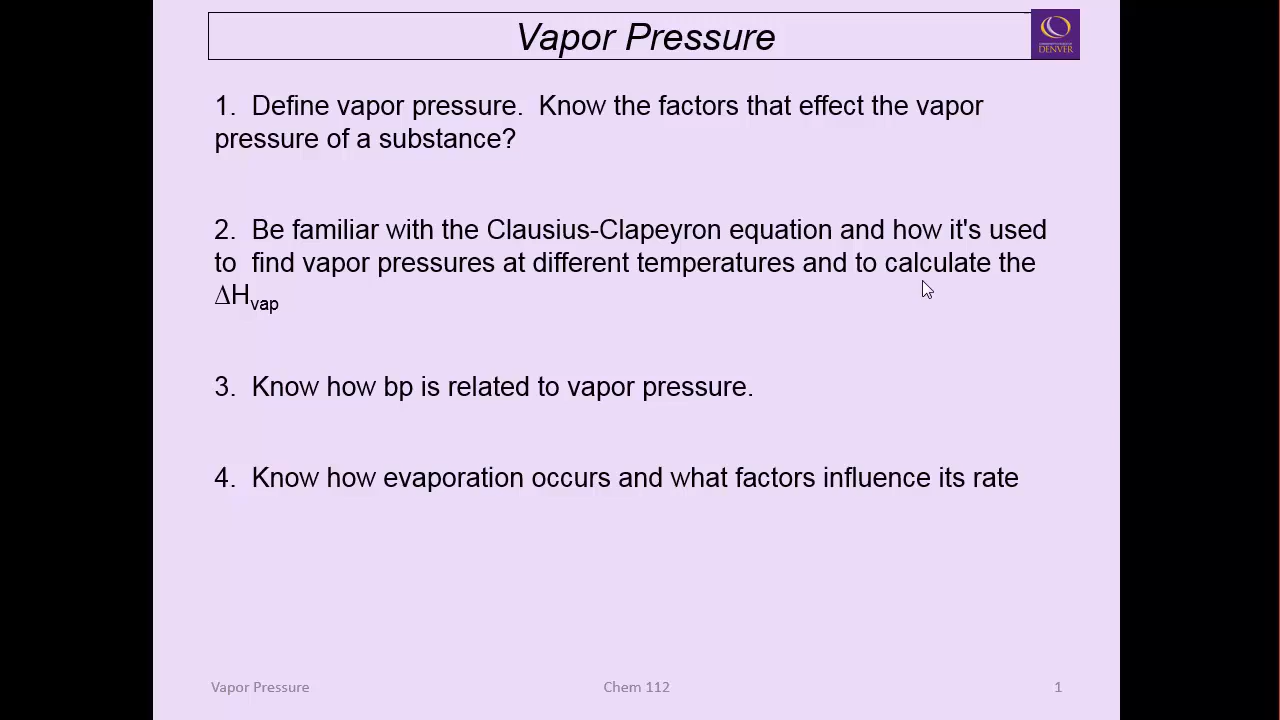 Vapor Pressure
DENVER
1.  Define vapor pressure.  Know the factors that effect the vapor
pressure of a substance?
2.  Be familiar with the Clausius-Clapeyron equation and how it's used
to  find vapor pressures at different temperatures and to calculate the
∆Hvap
3.  Know how bp is related to vapor pressure.
4.  Know how evaporation occurs and what factors influence its rate
Vapor Pressure
Chem 112
1